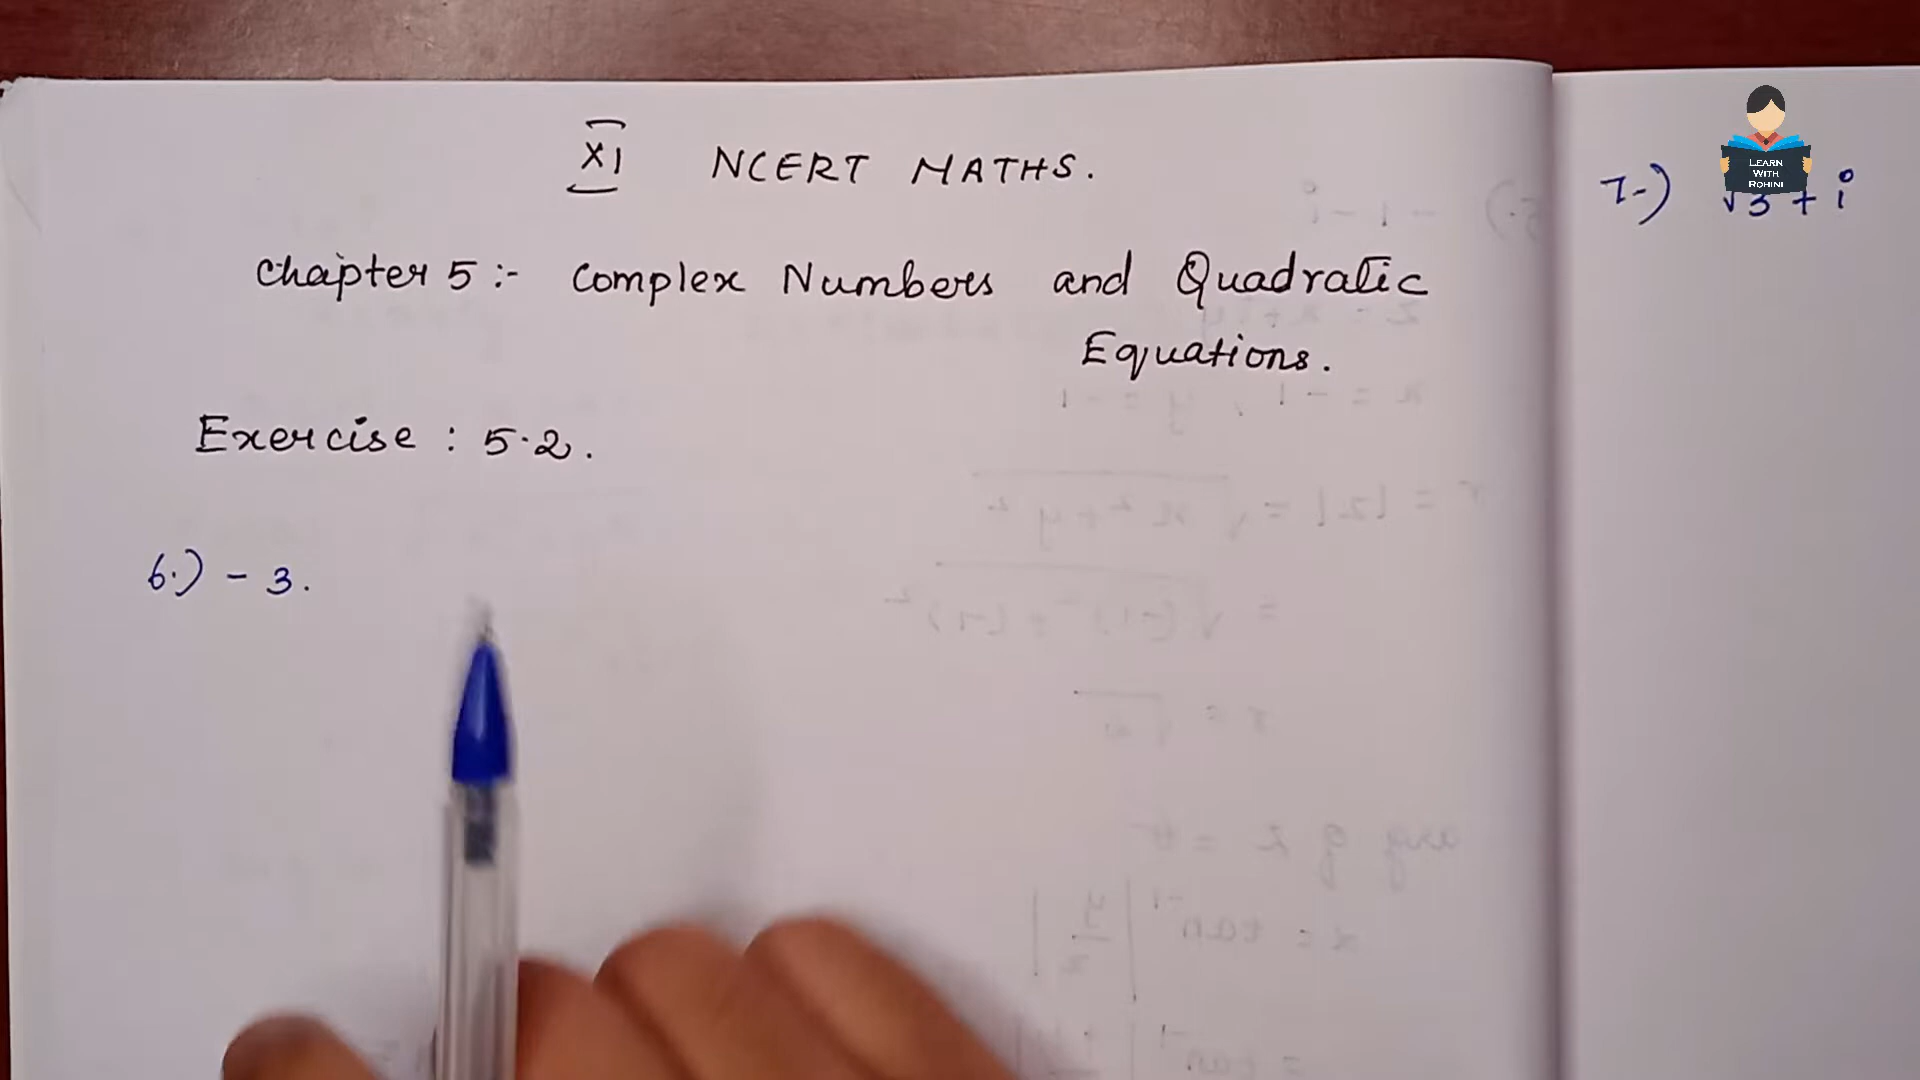 XI NCERT MATHS.
Chapter 5 :- Complex Numbers and Quadratic
Equations.
Exercise : 5.2.
6.) - 3.
7.) √3 + i
LEARN
WITH
ROHINI